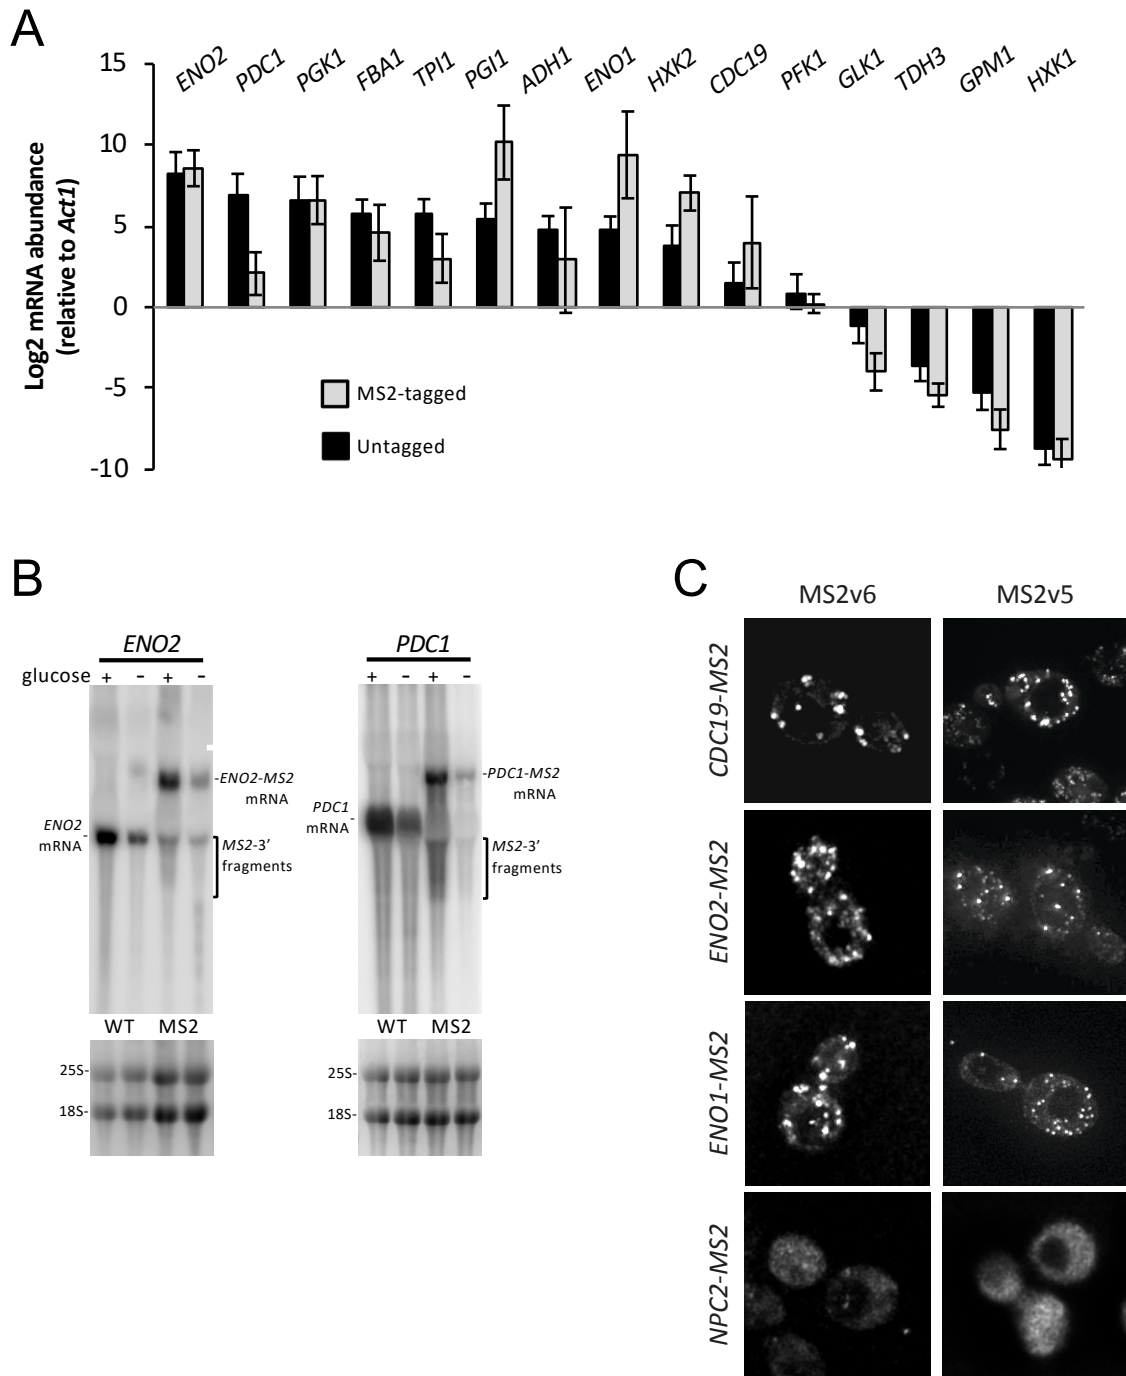 A
ENO2 PDC1 PGK1 FBA1 TPI1 PGI1 ADH1 ENO1 HXK2 CDC19 PFK1 GLK1 TDH3 GPM1 HXK1
Log2 mRNA abundance
(relative to Act1)
15
10
5
0
-5
-10
MS2-tagged
Untagged
B
ENO2
glucose + - + -
-ENO2-MS2
mRNA
ENO2
mRNA-
MS2-3'
fragments
WT MS2
25S-
18S-
PDC1
+ - + -
-PDC1-MS2
mRNA
PDC1
mRNA-
MS2-3'
fragments
WT MS2
25S-
18S-
C
MS2v6 MS2v5
CDC19-MS2
ENO2-MS2
ENO1-MS2
NPC2-MS2